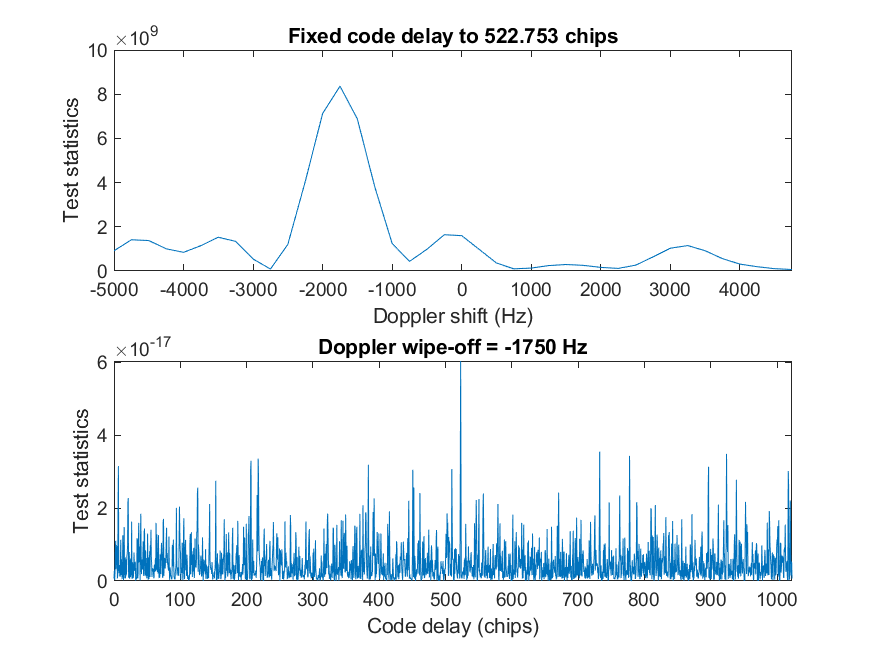 ×10^9
Fixed code delay to 522.753 chips
10
8
6
4
2
0
Test statistics
-5000 -4000 -3000 -2000 -1000 0 1000 2000 3000 4000
Doppler shift (Hz)
×10^-17
Doppler wipe-off = -1750 Hz
6
4
2
0
Test statistics
0 100 200 300 400 500 600 700 800 900 1000
Code delay (chips)